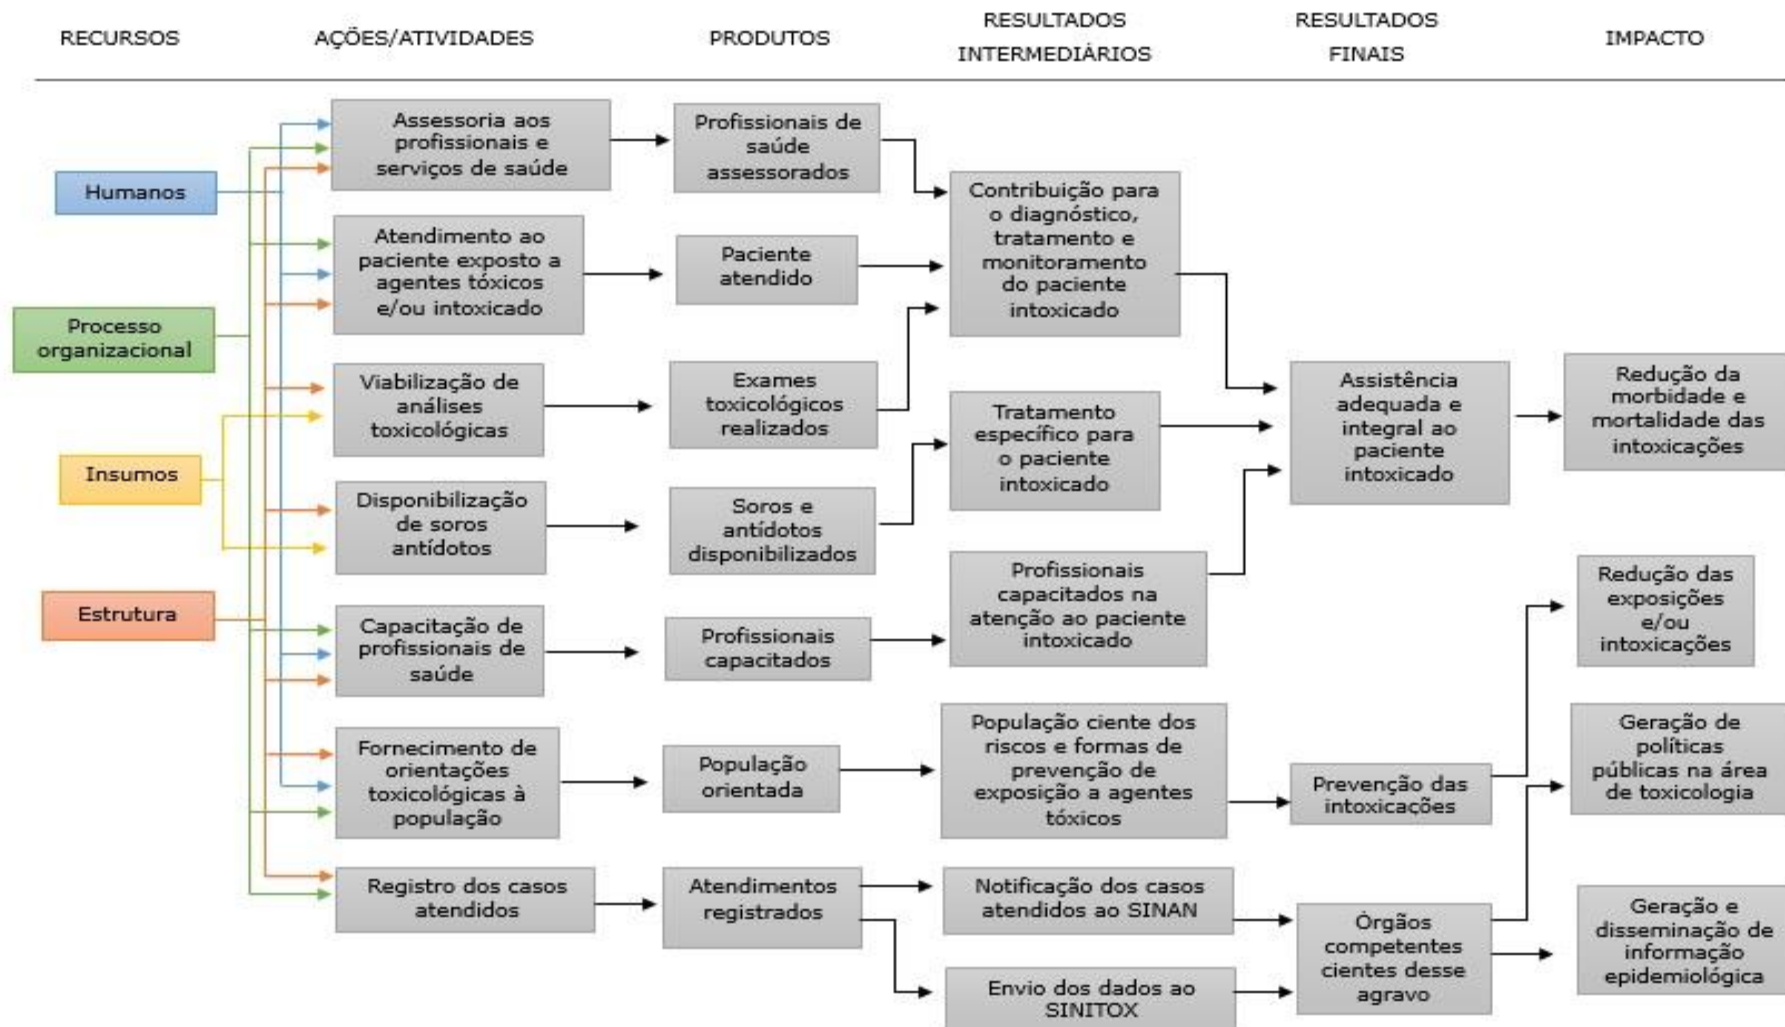 RECURSOS
AÇÕES/ATIVIDADES
PRODUTOS
RESULTADOS
INTERMEDIÁRIOS
RESULTADOS
FINAIS
IMPACTO
Humanos
Processo
organizacional
Insumos
Estrutura
Assessoria aos
profissionais e
serviços de saúde
Atendimento ao
paciente exposto a
agentes tóxicos
e/ou intoxicado
Viabilização de
análises
toxicológicas
Disponibilização
de soros
antídotos
Capacitação de
profissionais de
saúde
Fornecimento de
orientações
toxicológicas à
população
Registro dos casos
atendidos
Profissionais de
saúde
assessorados
Paciente
atendido
Exames
toxicológicos
realizados
Soros e
antídotos
disponibilizados
Profissionais
capacitados
População
orientada
Atendimentos
registrados
Contribuição para
o diagnóstico,
tratamento e
monitoramento
do paciente
intoxicado
Tratamento
específico para
o paciente
intoxicado
Profissionais
capacitados na
atenção ao paciente
intoxicado
População ciente dos
riscos e formas de
prevenção de
exposição a agentes
tóxicos
Notificação dos casos
atendidos ao SINAN
Envio dos dados ao
SINITOX
Assistência
adequada e
integral ao
paciente
intoxicado
Prevenção das
intoxicações
Órgãos
competentes
cientes desse
agravo
Redução da
morbidade e
mortalidade das
intoxicações
Redução das
exposições
e/ou
intoxicações
Geração de
políticas
públicas na área
de toxicologia
Geração e
disseminação de
informação
epidemiológica